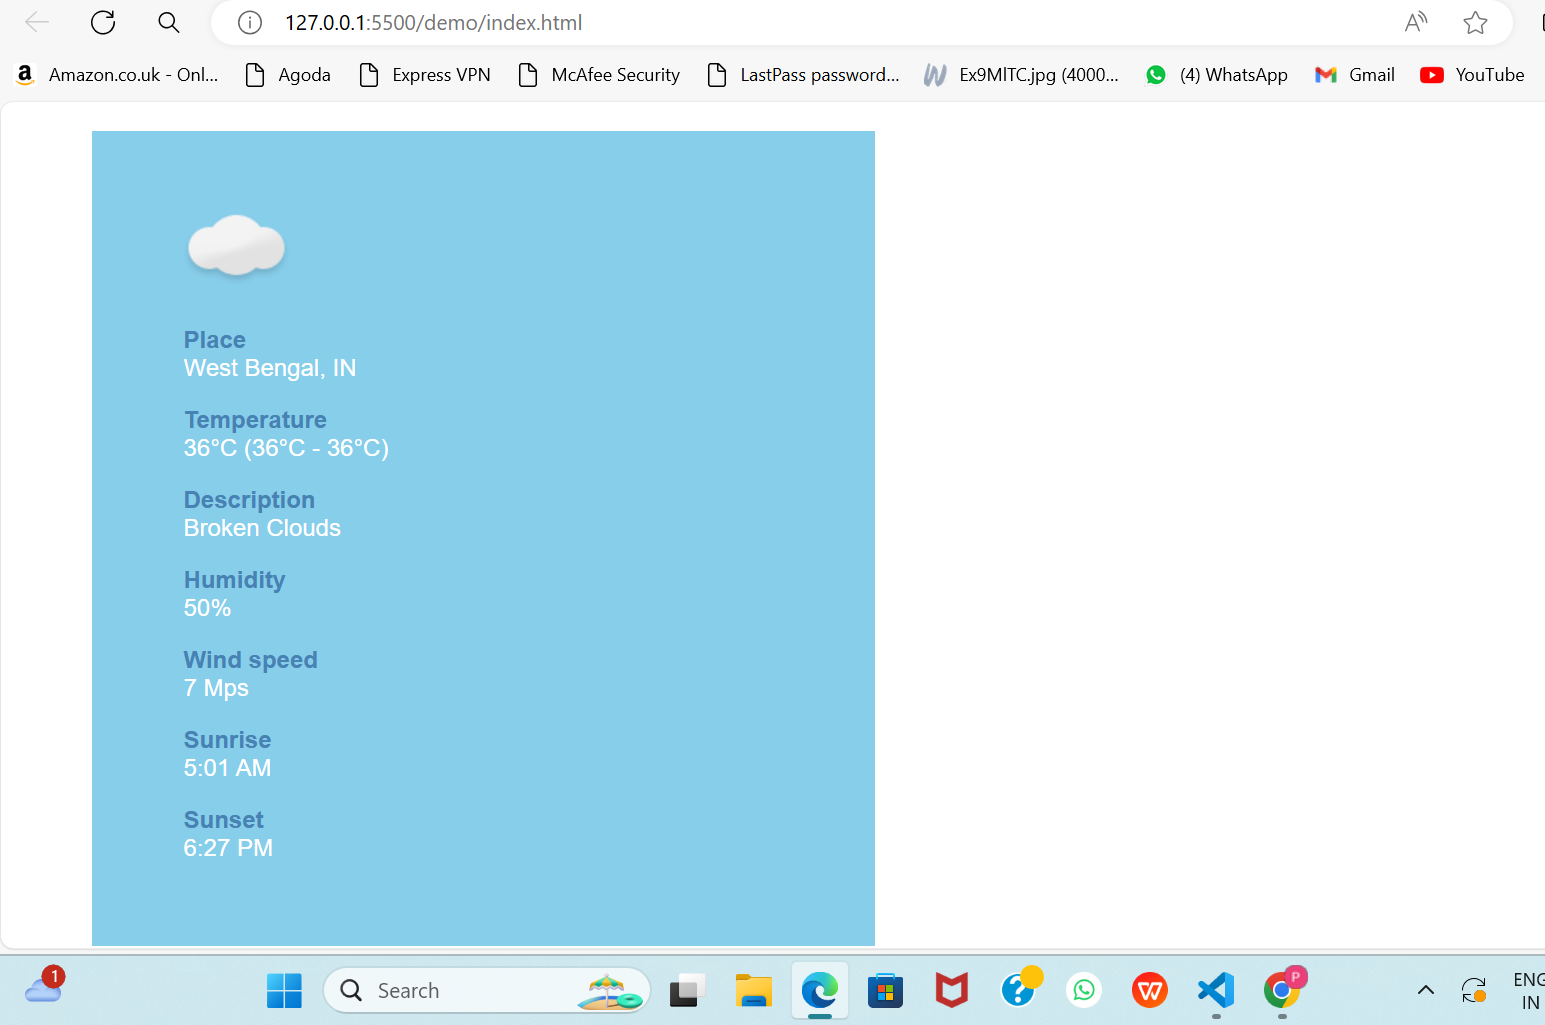 127.0.0.1:5500/demo/index.html
Amazon.co.uk - Onl...
Agoda
Express VPN
McAfee Security
LastPass password...
Ex9MlTC.jpg (4000...
(4) WhatsApp
Gmail
YouTube
Place
West Bengal, IN
Temperature
36°C (36°C - 36°C)
Description
Broken Clouds
Humidity
50%
Wind speed
7 Mps
Sunrise
5:01 AM
Sunset
6:27 PM
1
Search
P
ENG
IN